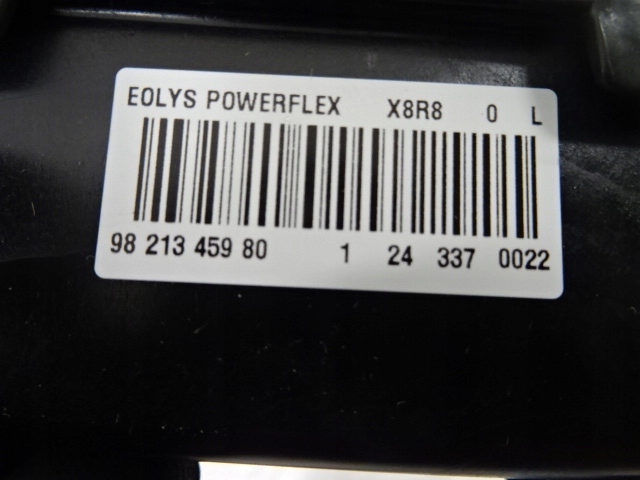 EOLYS POWERFLEX X8R8 0 L
98 213 459 80 1 24 337 0022